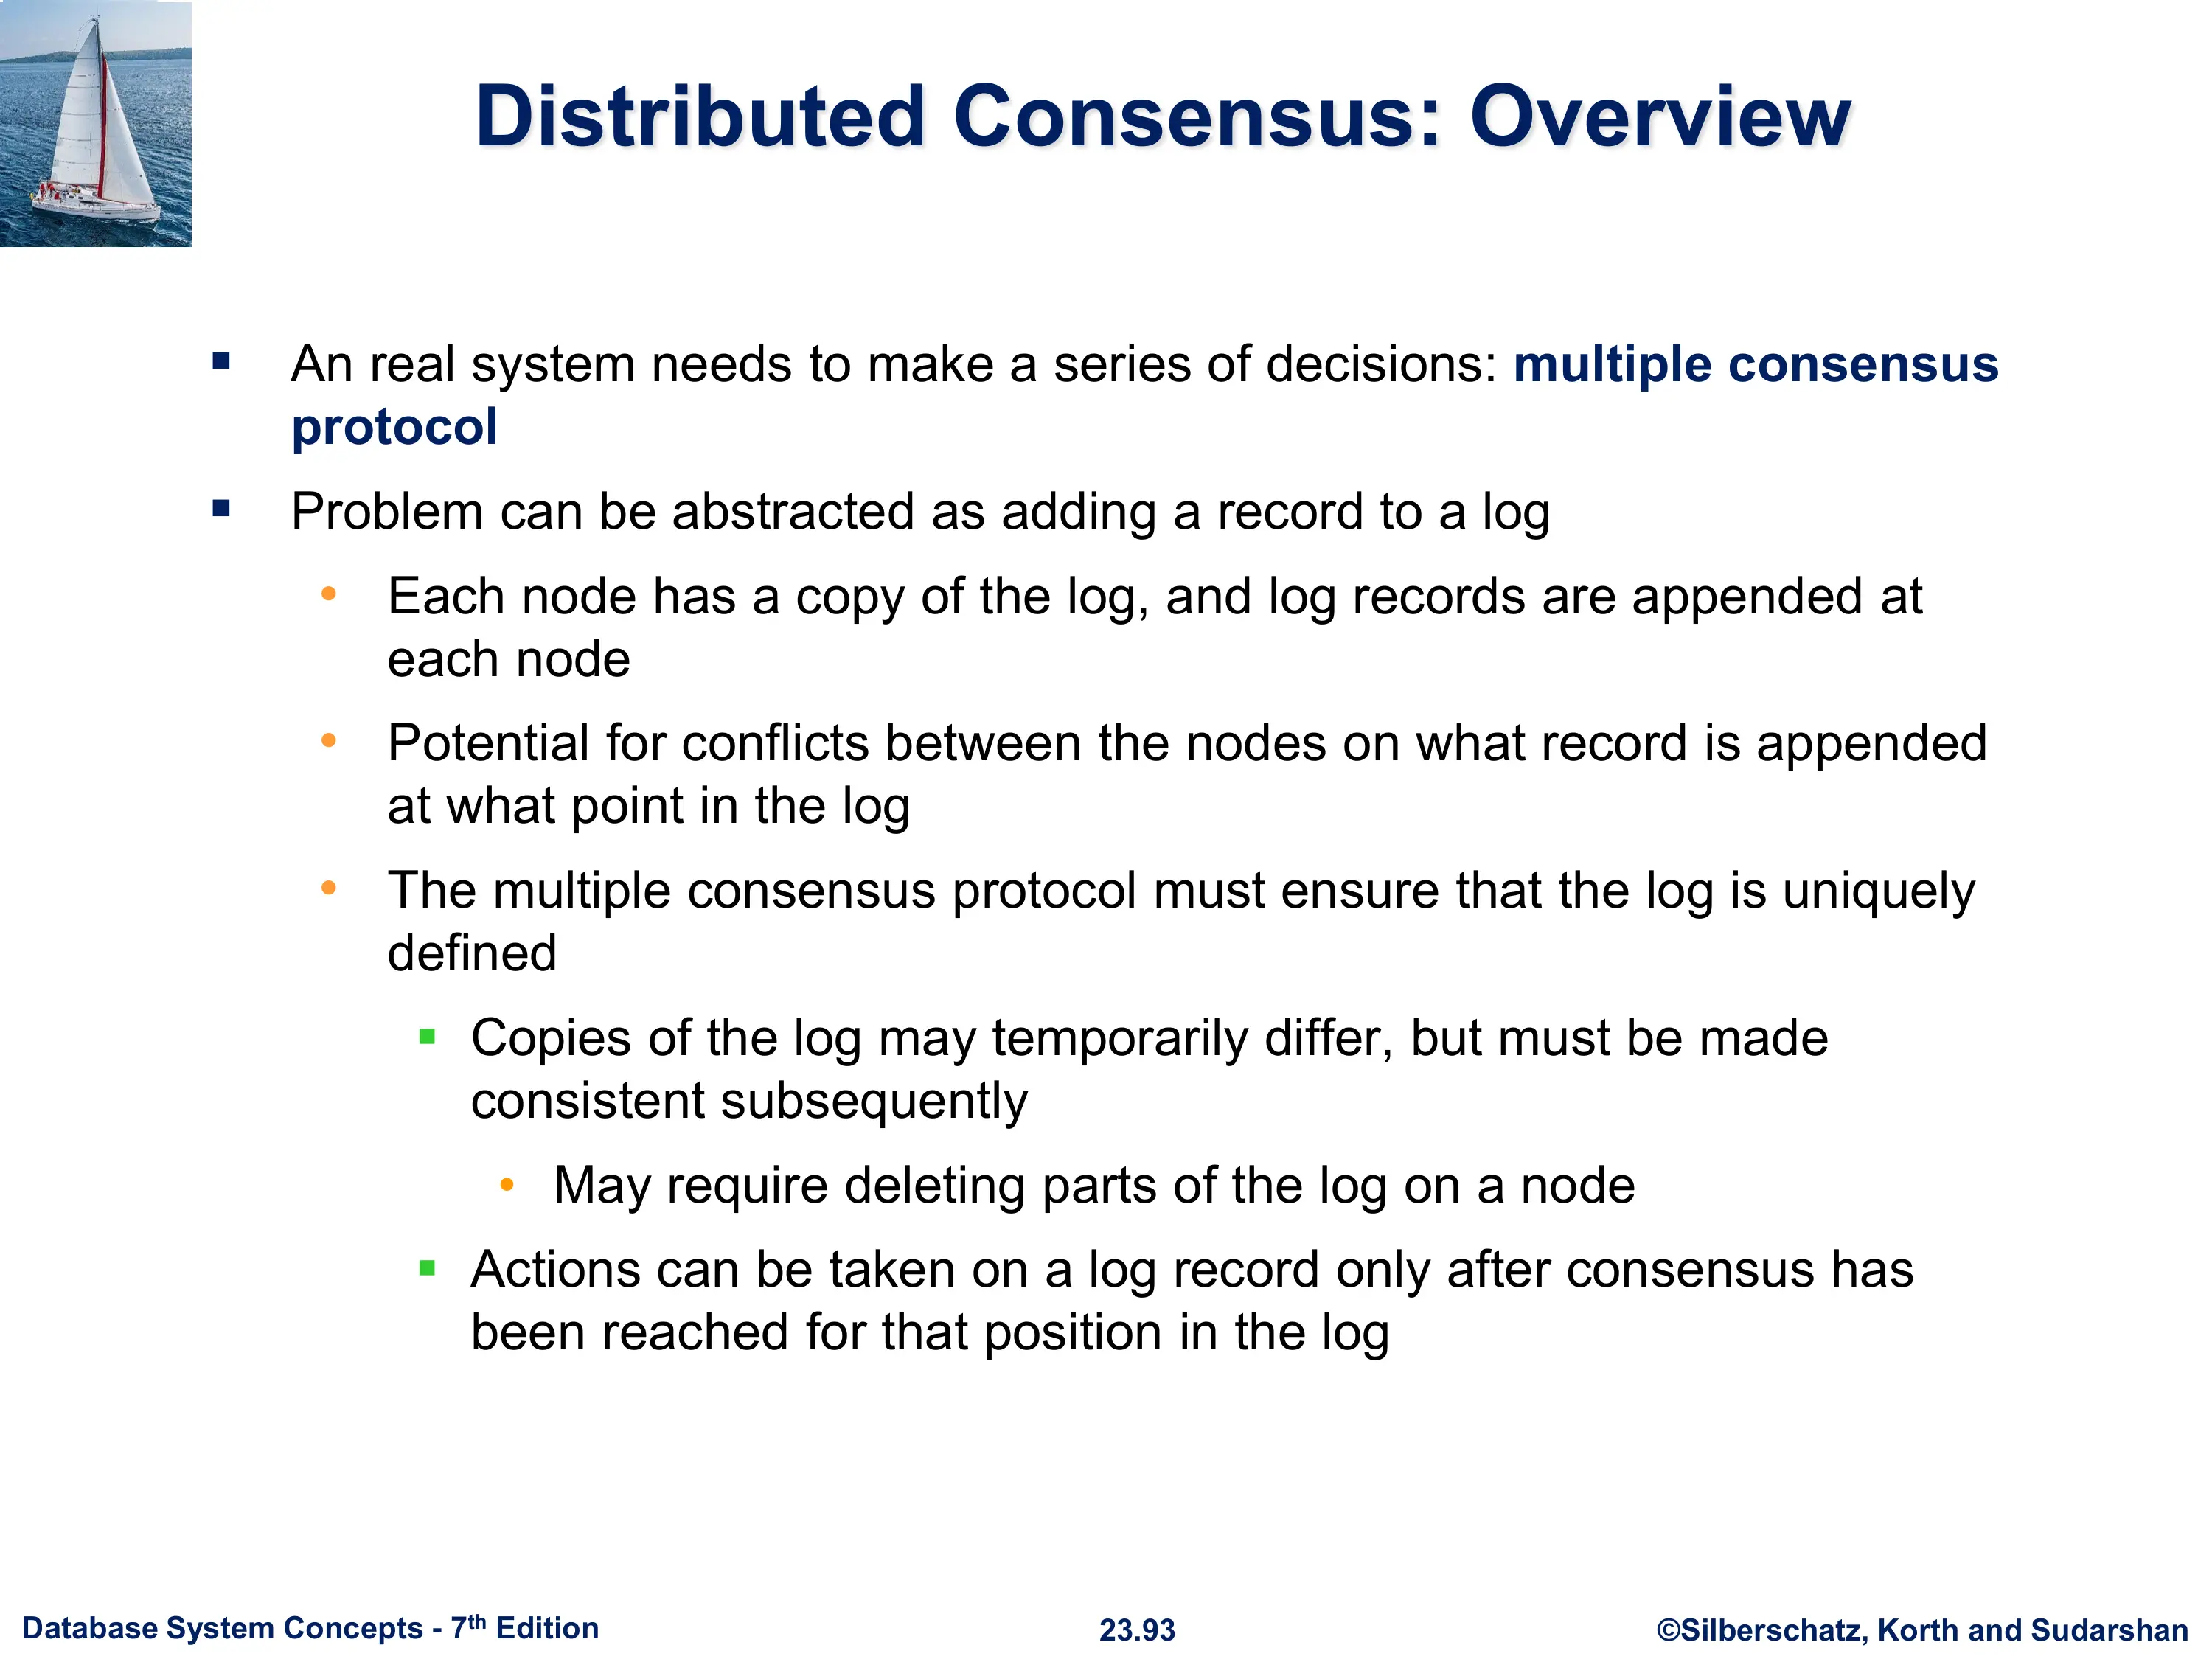 Distributed Consensus: Overview
▪ An real system needs to make a series of decisions: multiple consensus
protocol
▪ Problem can be abstracted as adding a record to a log
• Each node has a copy of the log, and log records are appended at
each node
• Potential for conflicts between the nodes on what record is appended
at what point in the log
• The multiple consensus protocol must ensure that the log is uniquely
defined
▪ Copies of the log may temporarily differ, but must be made
consistent subsequently
• May require deleting parts of the log on a node
▪ Actions can be taken on a log record only after consensus has
been reached for that position in the log
Database System Concepts - 7th Edition
23.93
©Silberschatz, Korth and Sudarshan